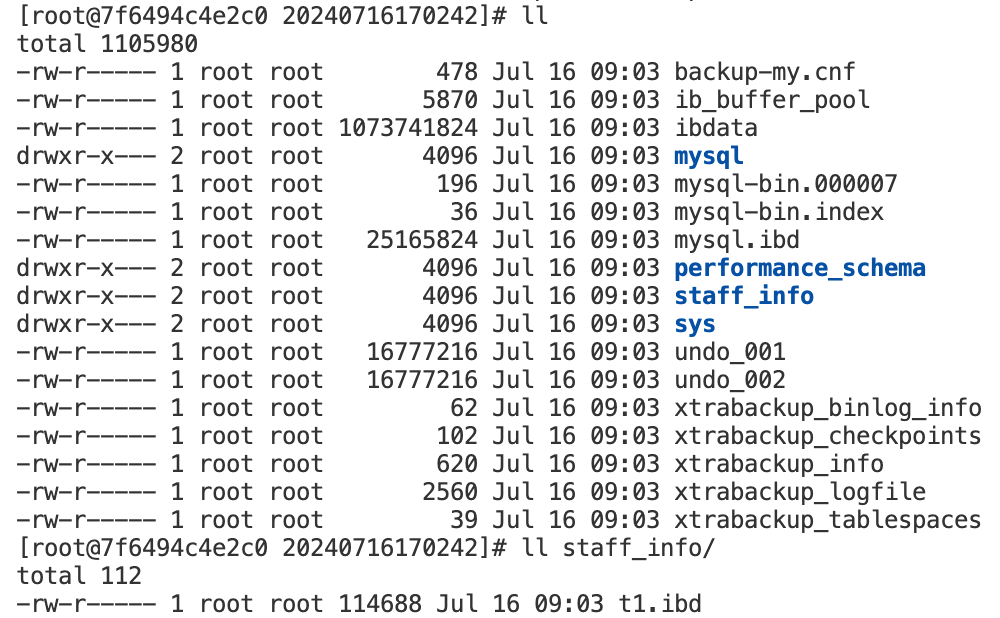 [root@7f6494c4e2c0 20240716170242]# ll
total 1105980
-rw-r----- 1 root root        478 Jul 16 09:03 backup-my.cnf
-rw-r----- 1 root root       5870 Jul 16 09:03 ib_buffer_pool
-rw-r----- 1 root root 1073741824 Jul 16 09:03 ibdata
drwxr-x--- 2 root root       4096 Jul 16 09:03 mysql
-rw-r----- 1 root root        196 Jul 16 09:03 mysql-bin.000007
-rw-r----- 1 root root         36 Jul 16 09:03 mysql-bin.index
-rw-r----- 1 root root   25165824 Jul 16 09:03 mysql.ibd
drwxr-x--- 2 root root       4096 Jul 16 09:03 performance_schema
drwxr-x--- 2 root root       4096 Jul 16 09:03 staff_info
drwxr-x--- 2 root root       4096 Jul 16 09:03 sys
-rw-r----- 1 root root   16777216 Jul 16 09:03 undo_001
-rw-r----- 1 root root   16777216 Jul 16 09:03 undo_002
-rw-r----- 1 root root         62 Jul 16 09:03 xtrabackup_binlog_info
-rw-r----- 1 root root        102 Jul 16 09:03 xtrabackup_checkpoints
-rw-r----- 1 root root        620 Jul 16 09:03 xtrabackup_info
-rw-r----- 1 root root       2560 Jul 16 09:03 xtrabackup_logfile
-rw-r----- 1 root root         39 Jul 16 09:03 xtrabackup_tablespaces
[root@7f6494c4e2c0 20240716170242]# ll staff_info/
total 112
-rw-r----- 1 root root 114688 Jul 16 09:03 t1.ibd